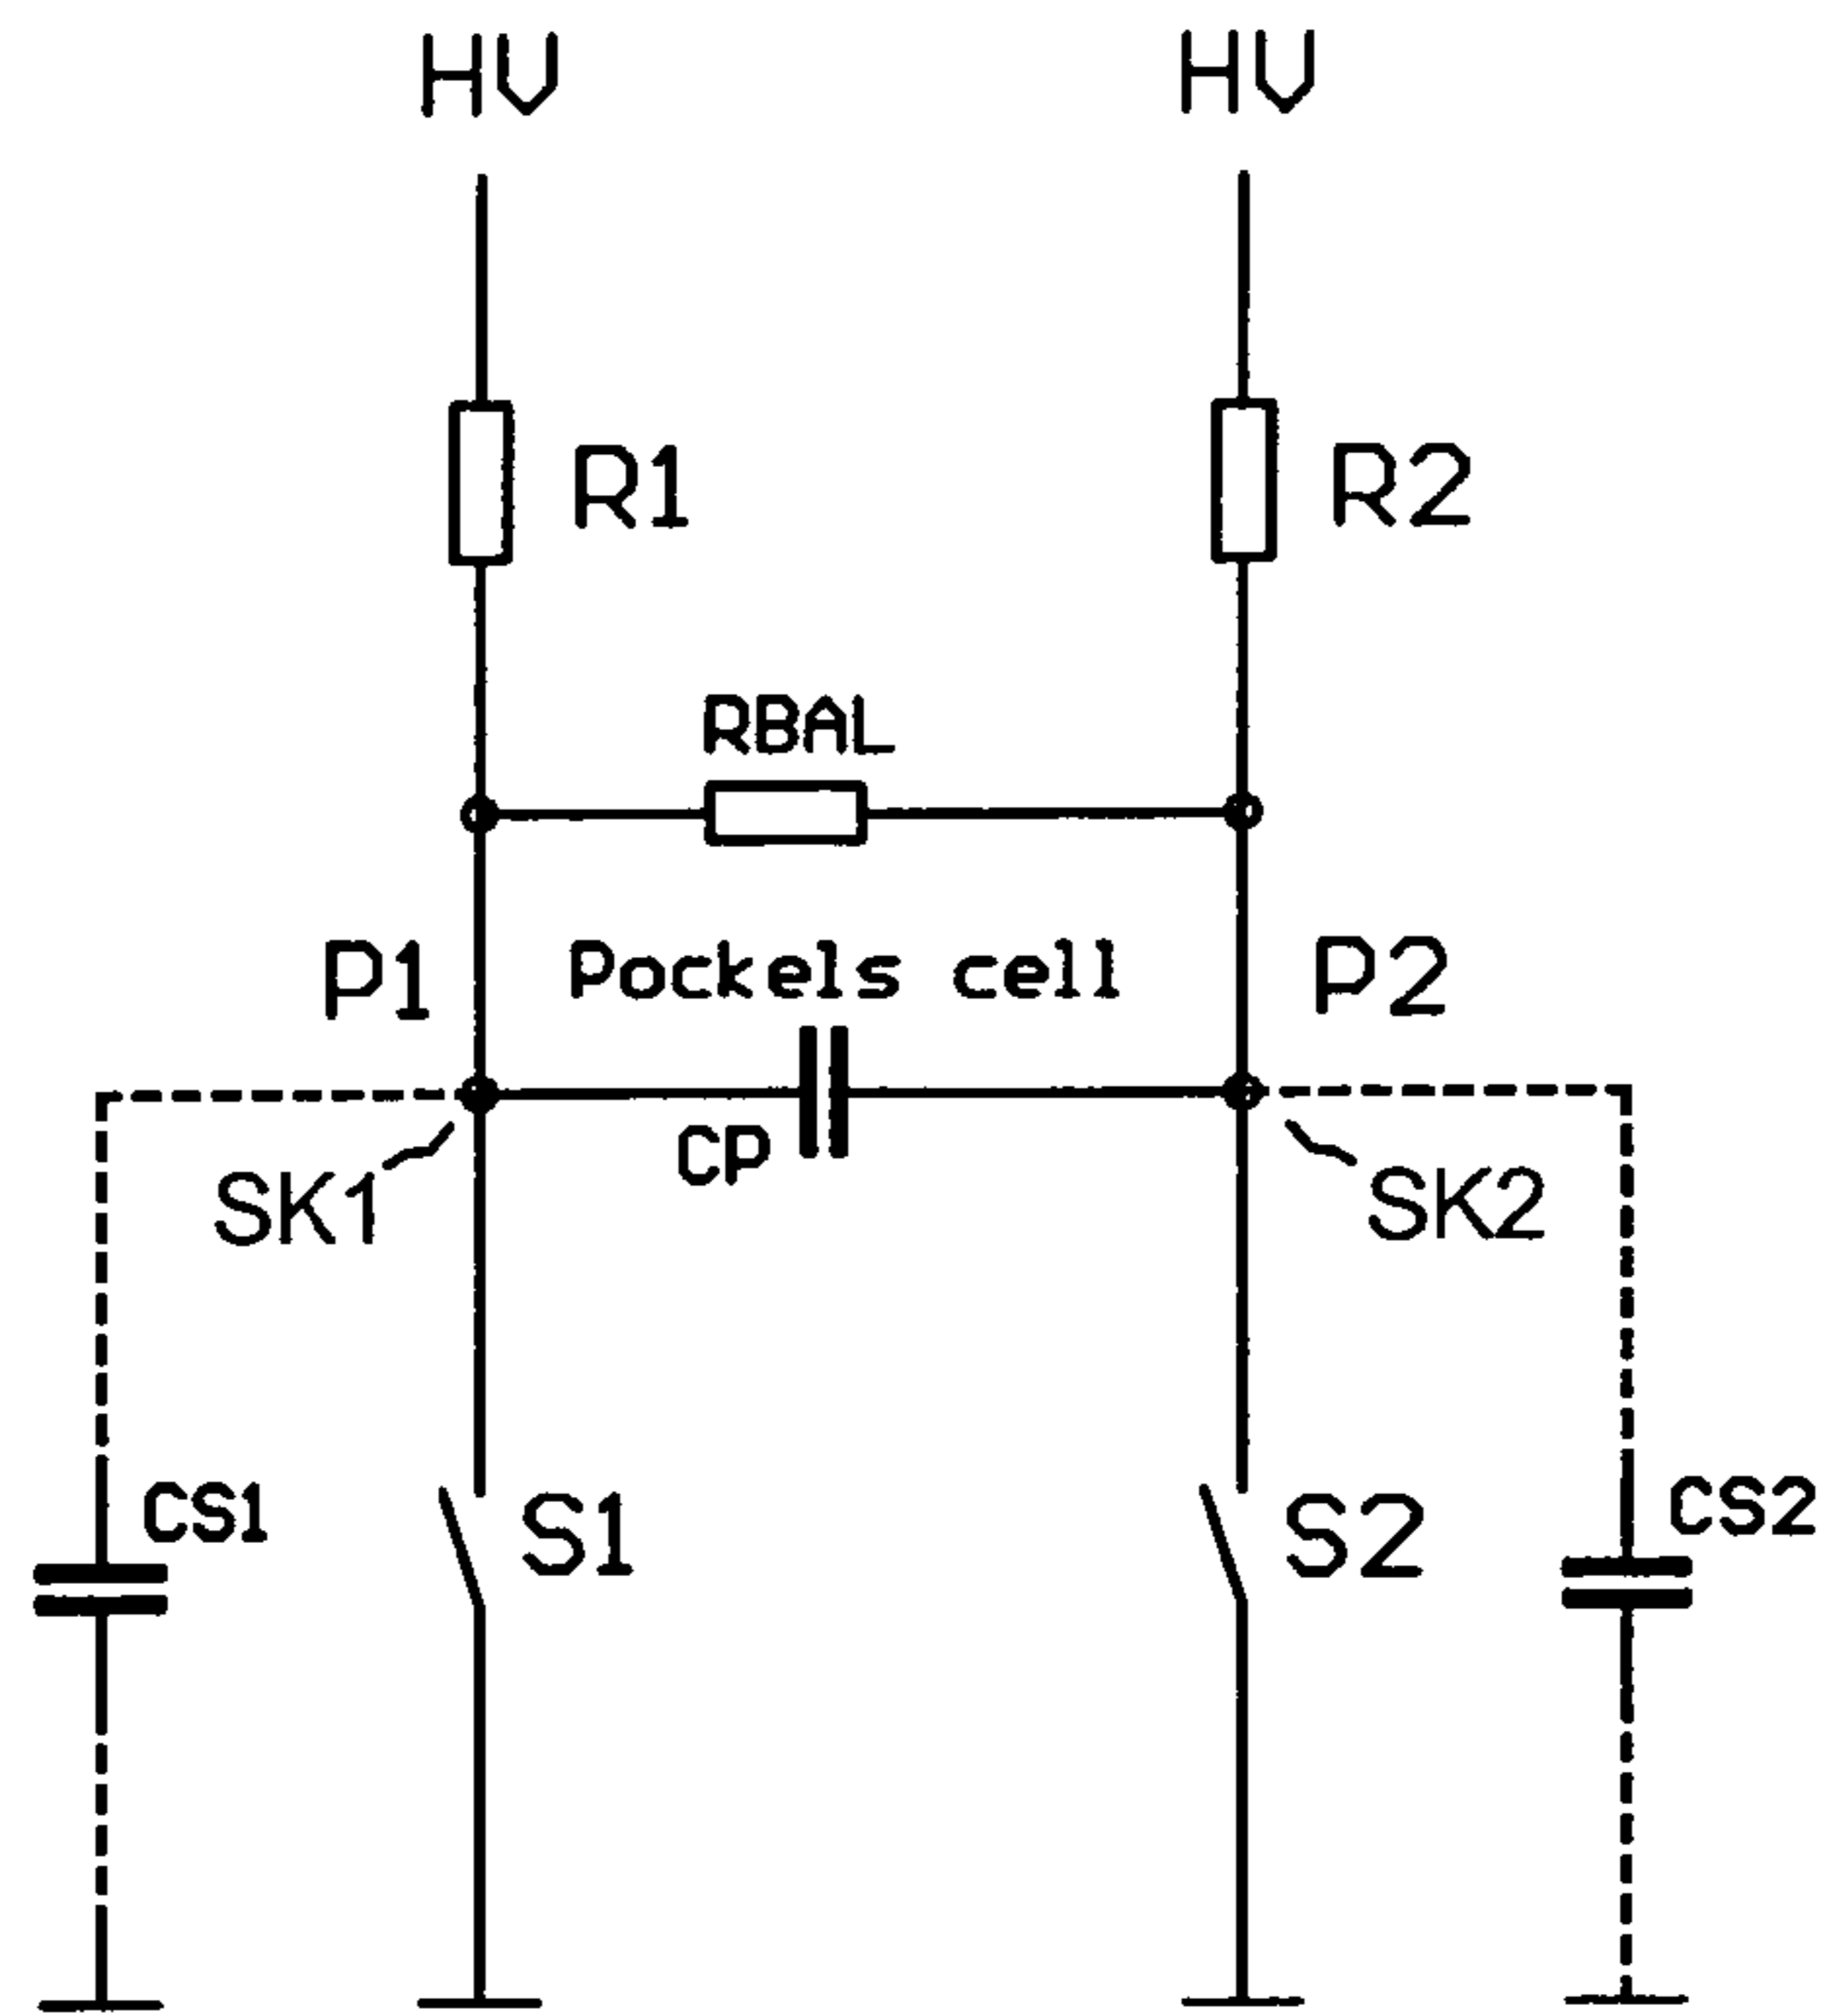 HV HV
R1 R2
RBAL
P1 Pockels cell P2
CP
SK1 SK2
CS1 S1 S2 CS2